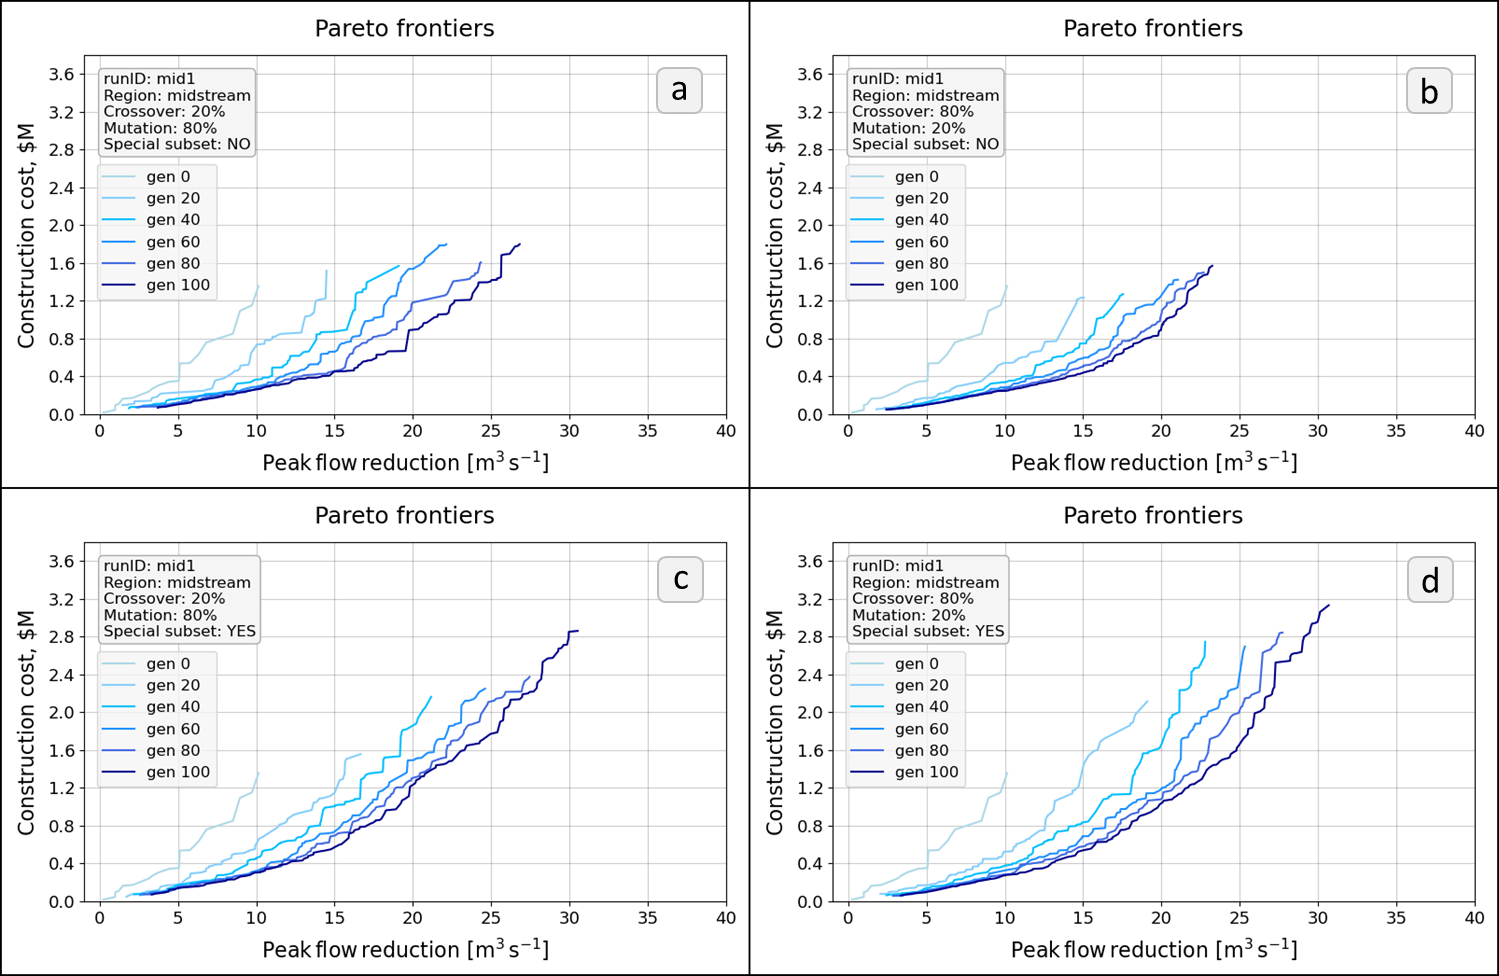 Pareto frontiers
a
runID: mid1
Region: midstream
Crossover: 20%
Mutation: 80%
Special subset: NO
gen 0
gen 20
gen 40
gen 60
gen 80
gen 100
Construction cost, $M
3.6
3.2
2.8
2.4
2.0
1.6
1.2
0.8
0.4
0.0
0 5 10 15 20 25 30 35 40
Peak flow reduction [m³ s⁻¹]
Pareto frontiers
b
runID: mid1
Region: midstream
Crossover: 80%
Mutation: 20%
Special subset: NO
gen 0
gen 20
gen 40
gen 60
gen 80
gen 100
Construction cost, $M
3.6
3.2
2.8
2.4
2.0
1.6
1.2
0.8
0.4
0.0
0 5 10 15 20 25 30 35 40
Peak flow reduction [m³ s⁻¹]
Pareto frontiers
c
runID: mid1
Region: midstream
Crossover: 20%
Mutation: 80%
Special subset: YES
gen 0
gen 20
gen 40
gen 60
gen 80
gen 100
Construction cost, $M
3.6
3.2
2.8
2.4
2.0
1.6
1.2
0.8
0.4
0.0
0 5 10 15 20 25 30 35 40
Peak flow reduction [m³ s⁻¹]
Pareto frontiers
d
runID: mid1
Region: midstream
Crossover: 80%
Mutation: 20%
Special subset: YES
gen 0
gen 20
gen 40
gen 60
gen 80
gen 100
Construction cost, $M
3.6
3.2
2.8
2.4
2.0
1.6
1.2
0.8
0.4
0.0
0 5 10 15 20 25 30 35 40
Peak flow reduction [m³ s⁻¹]